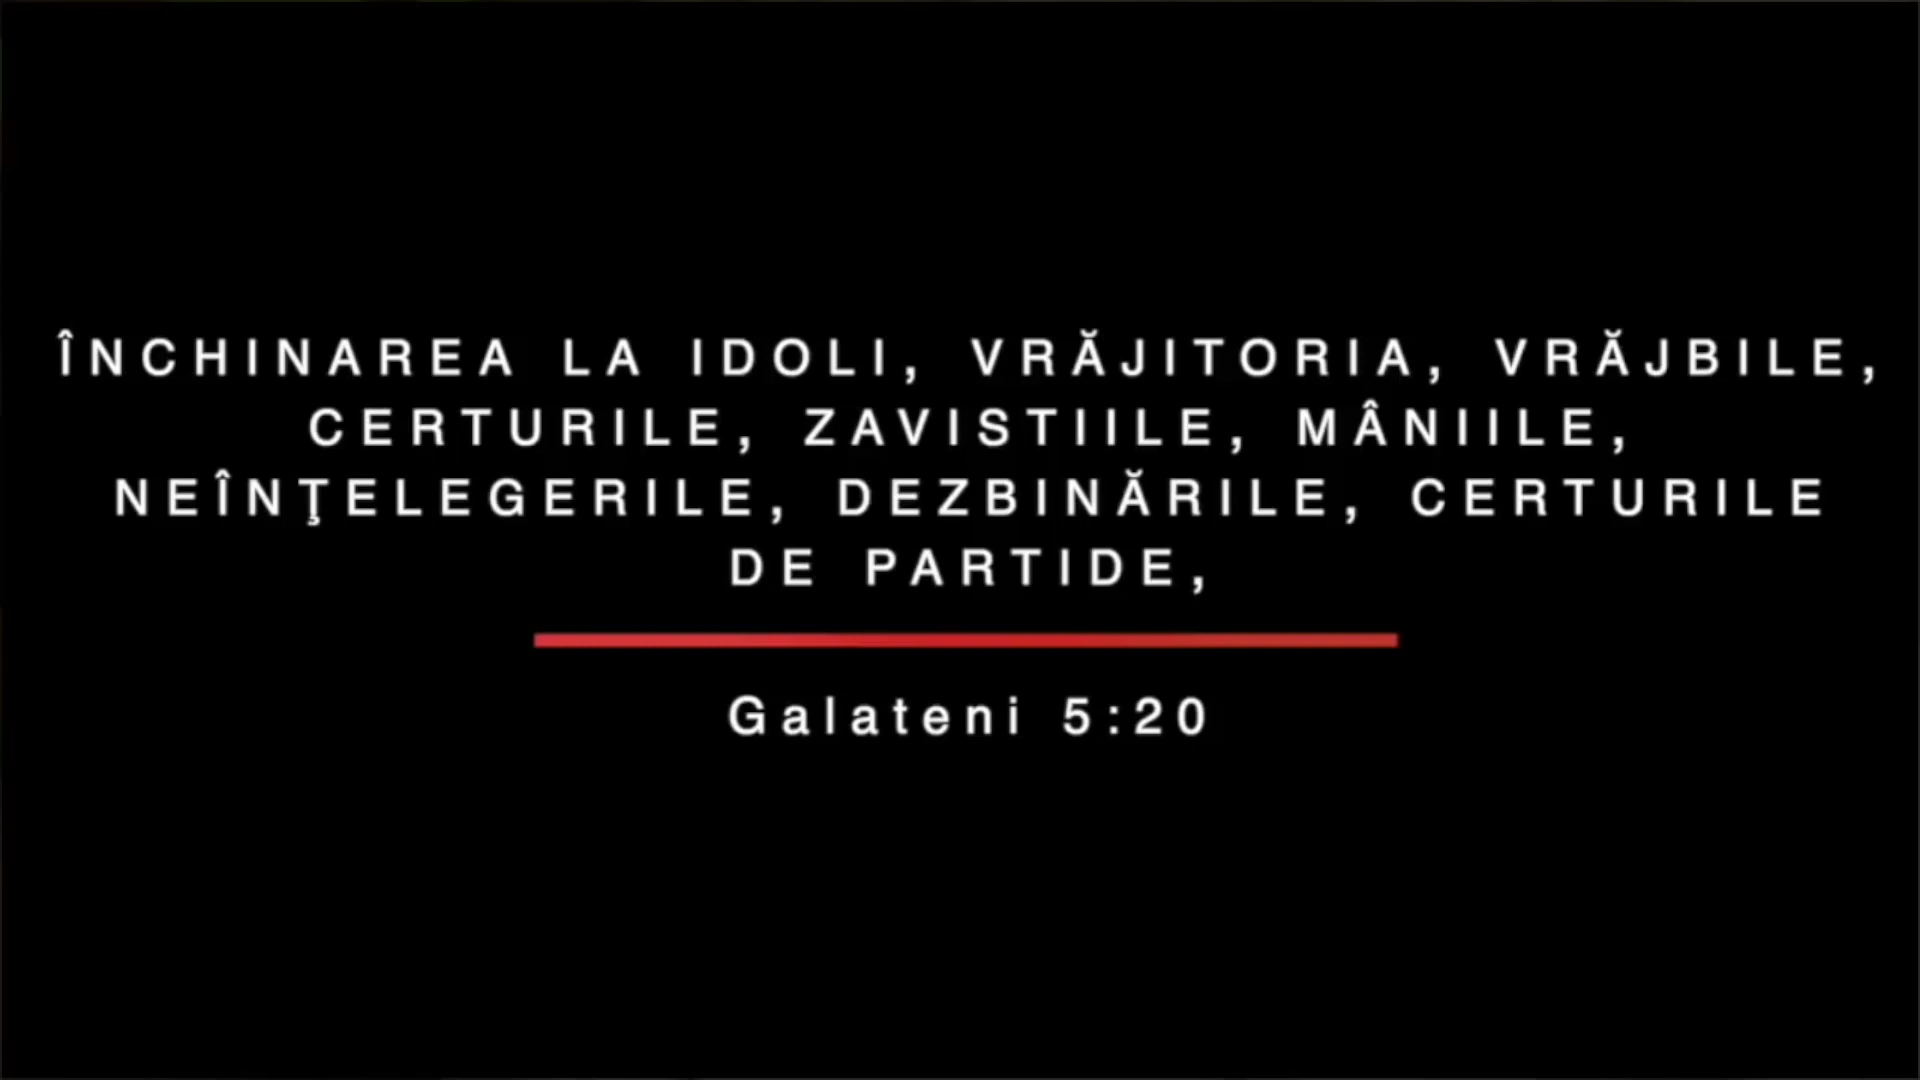 ÎNCHINAREA LA IDOLI, VRĂJITORIA, VRĂJBILE,
CERTURILE, ZAVISTIILE, MÂNIILE,
NEÎNŢELEGERILE, DEZBINĂRILE, CERTURILE
DE PARTIDE,
Galateni 5:20